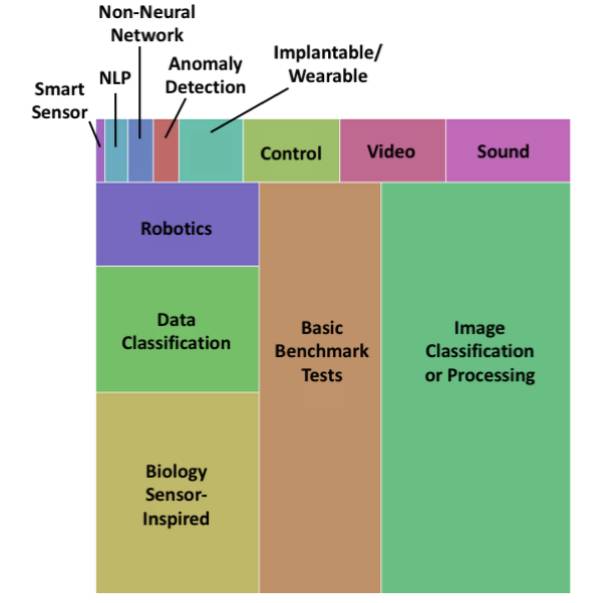 Non-Neural
Network
Implantable/
Wearable
Anomaly
Detection
NLP
Smart
Sensor
Control
Video
Sound
Robotics
Data
Classification
Basic
Benchmark
Tests
Image
Classification
or Processing
Biology
Sensor-
Inspired